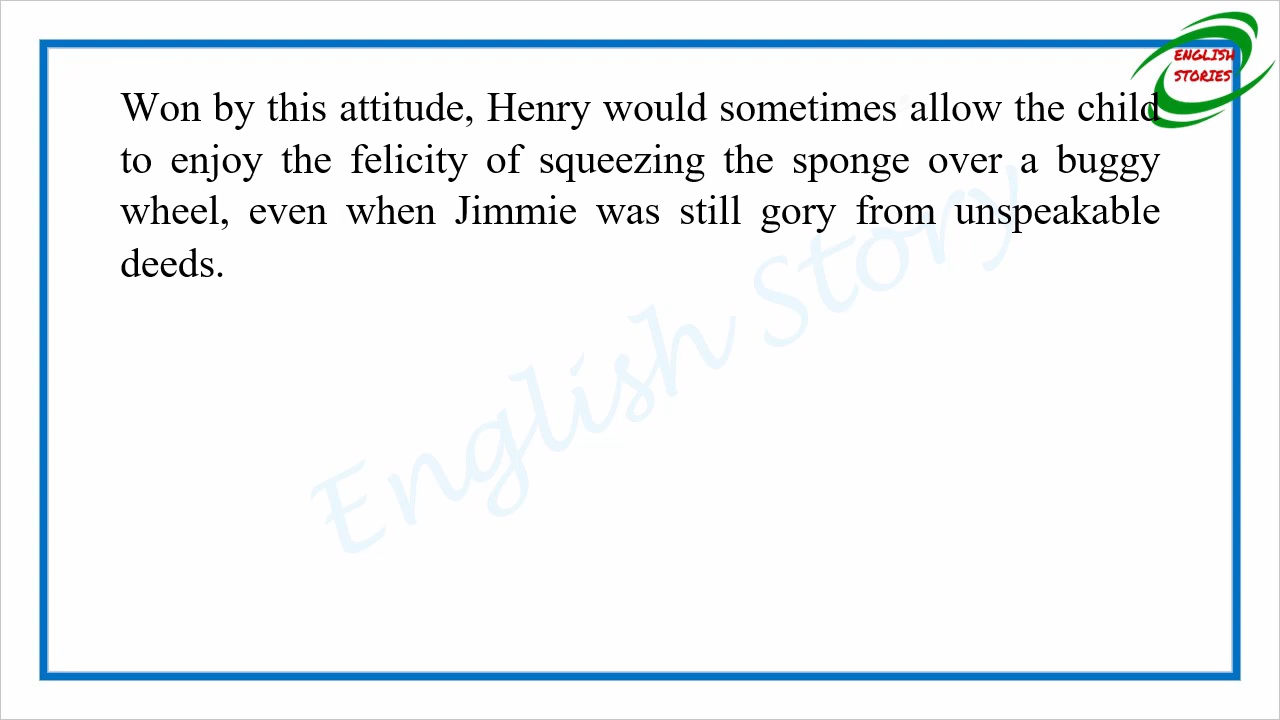 ENGLISH
STORIES
Won by this attitude, Henry would sometimes allow the child
to enjoy the felicity of squeezing the sponge over a buggy
wheel, even when Jimmie was still gory from unspeakable
deeds.
English Story